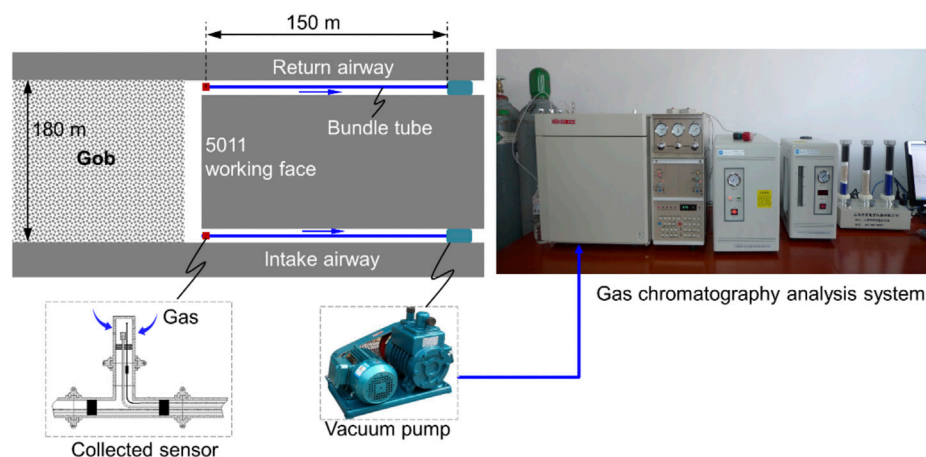 150 m
Return airway
Bundle tube
180 m
Gob
5011
working face
Intake airway
Gas
Collected sensor
Vacuum pump
Gas chromatography analysis system